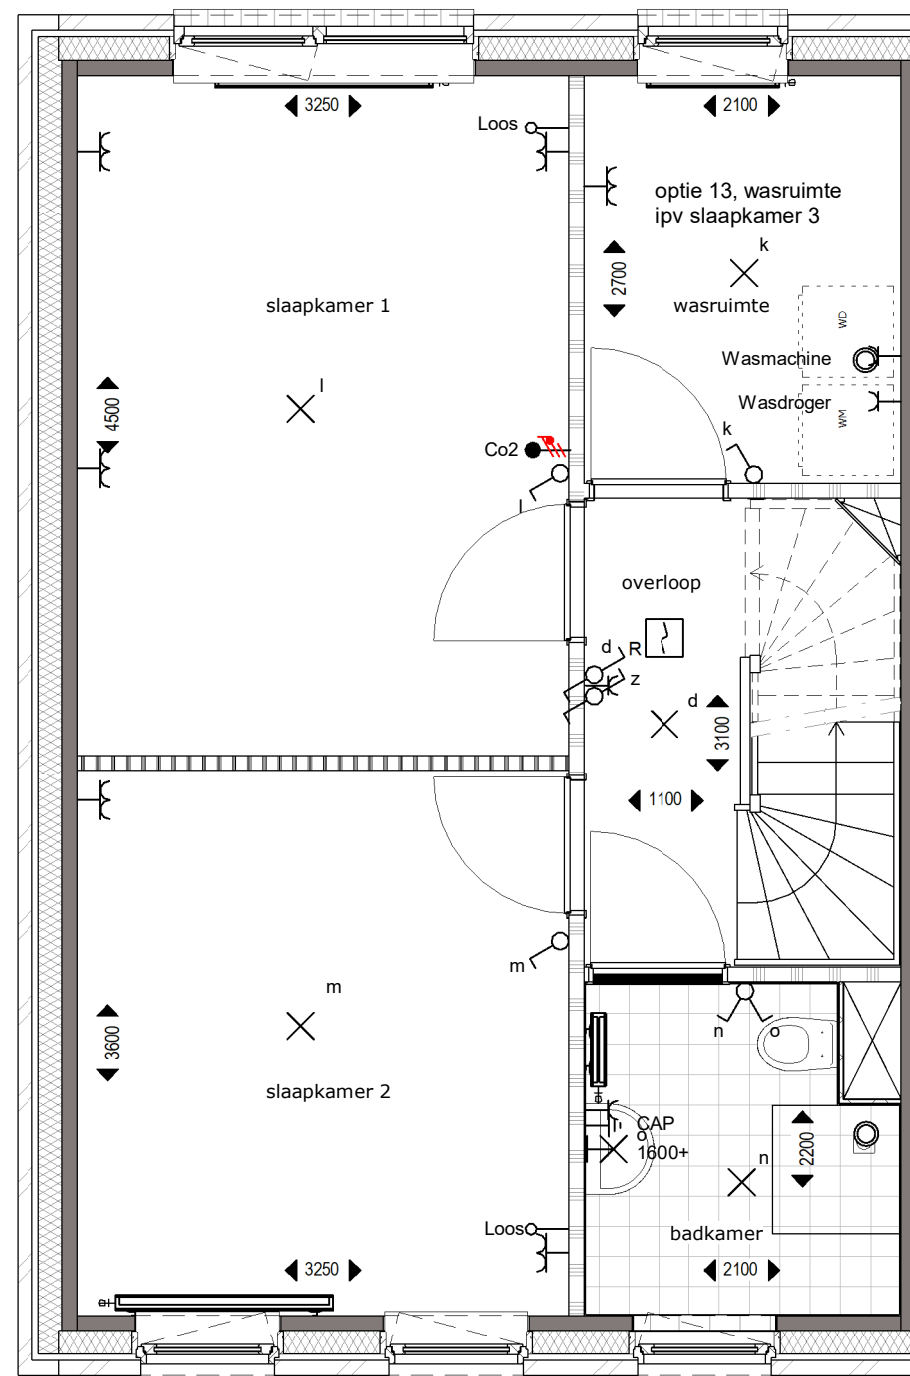 3250
2100
Loos
optie 13, wasruimte
ipv slaapkamer 3
k
2700
slaapkamer 1
wasruimte
WD
Wasmachine
l
4500
Wasdroger
WM
k
Co2
l
overloop
d
R
z
d
3100
1100
m
m
n
o
3600
slaapkamer 2
CAP
o
1600+
n
2200
Loos
badkamer
3250
2100